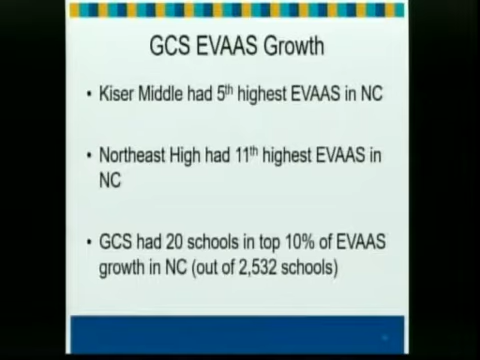 GCS EVAAS Growth
• Kiser Middle had 5th highest EVAAS in NC
• Northeast High had 11th highest EVAAS in
NC
• GCS had 20 schools in top 10% of EVAAS
growth in NC (out of 2,532 schools)